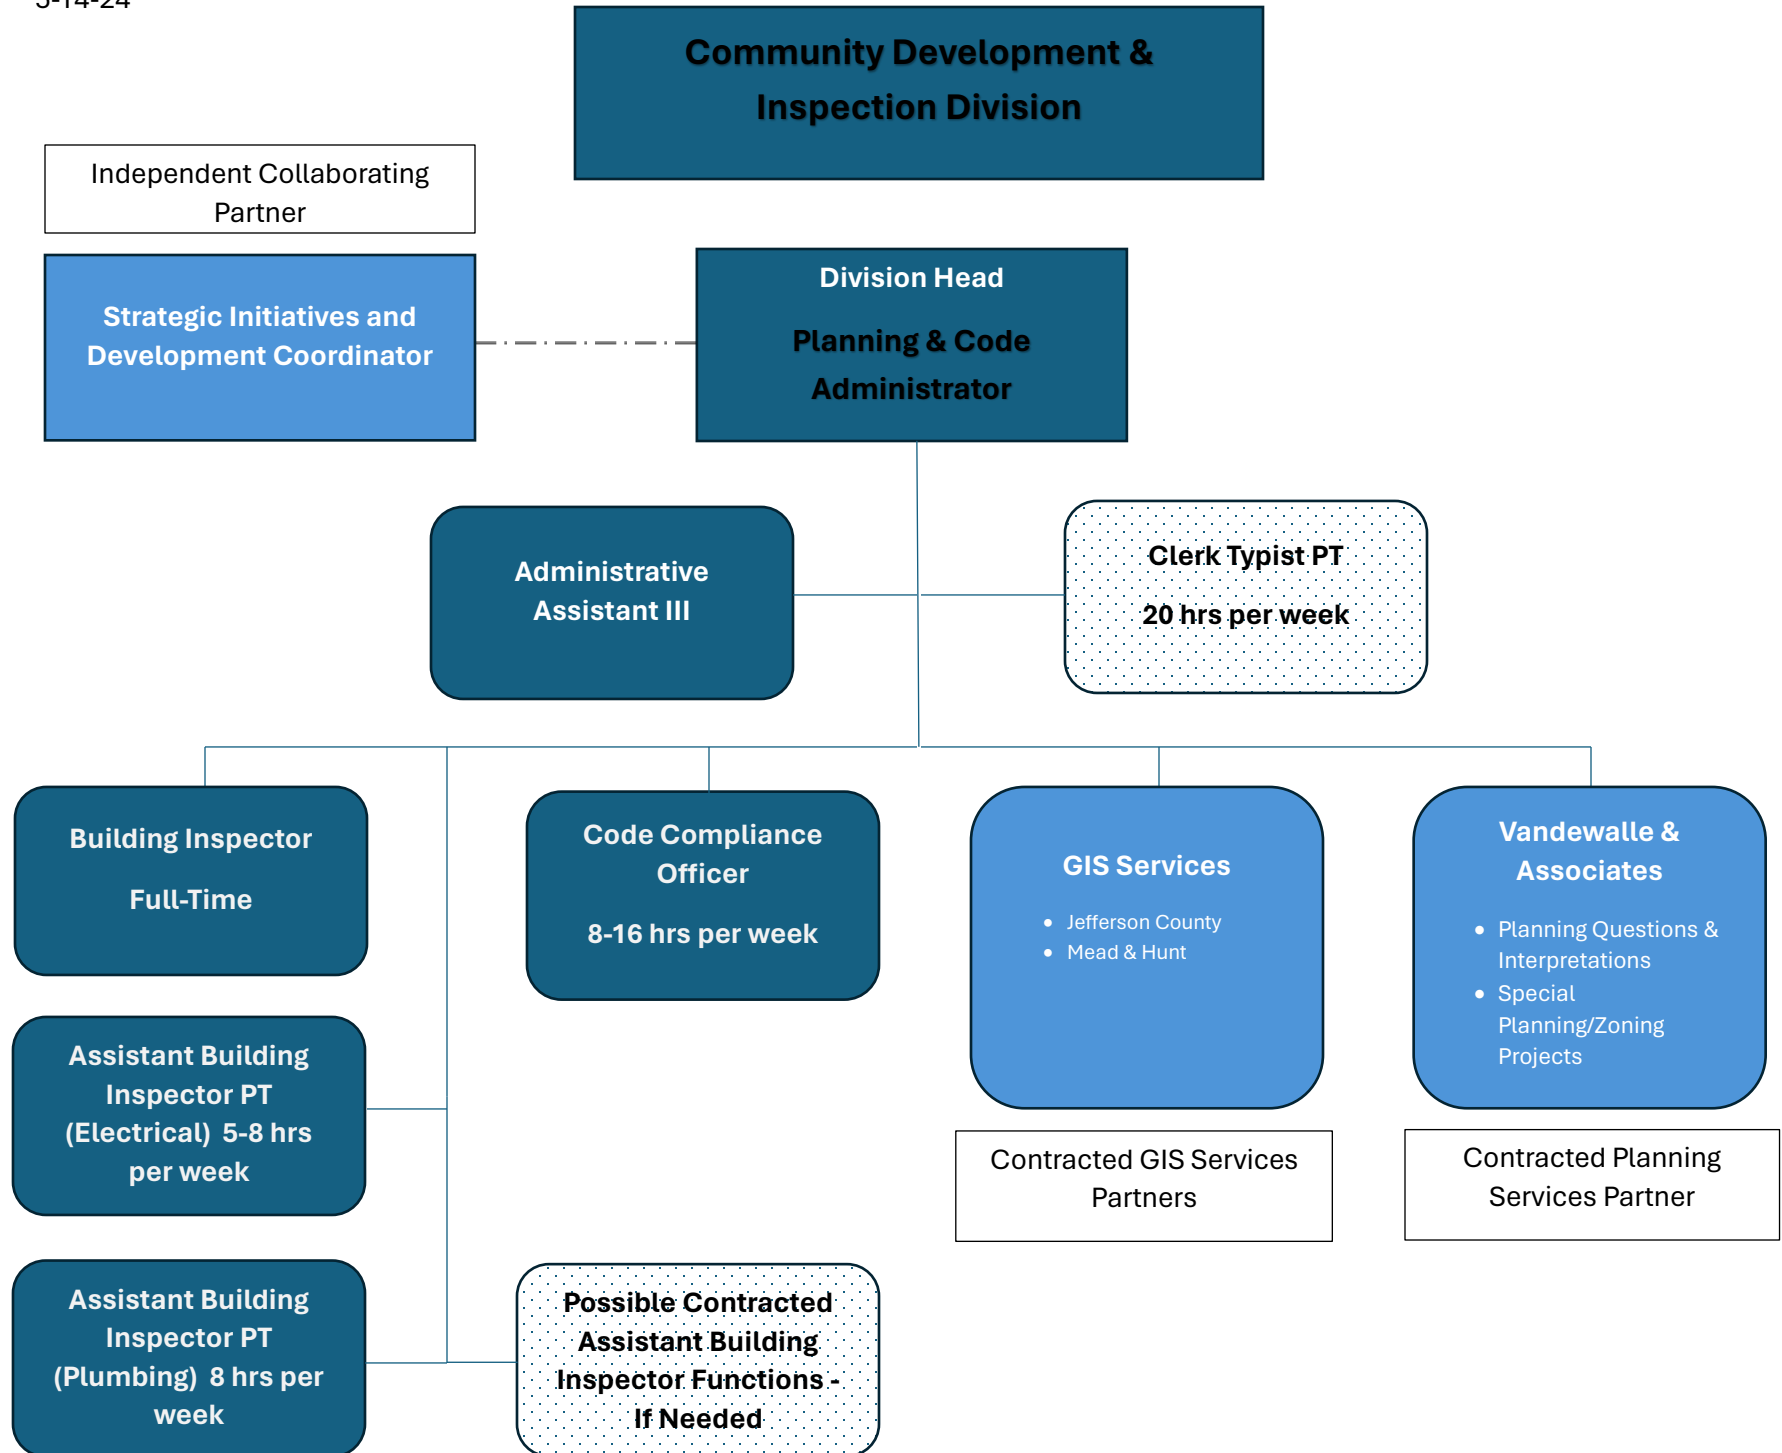 5-14-24
Community Development &
Inspection Division
Independent Collaborating
Partner
Strategic Initiatives and
Development Coordinator
Division Head
Planning & Code
Administrator
Administrative
Assistant III
Clerk Typist PT
20 hrs per week
Building Inspector
Full-Time
Code Compliance
Officer
8-16 hrs per week
GIS Services
• Jefferson County
• Mead & Hunt
Vandewalle &
Associates
• Planning Questions &
Interpretations
• Special
Planning/Zoning
Projects
Assistant Building
Inspector PT
(Electrical) 5-8 hrs
per week
Contracted GIS Services
Partners
Contracted Planning
Services Partner
Assistant Building
Inspector PT
(Plumbing) 8 hrs per
week
Possible Contracted
Assistant Building
Inspector Functions -
If Needed